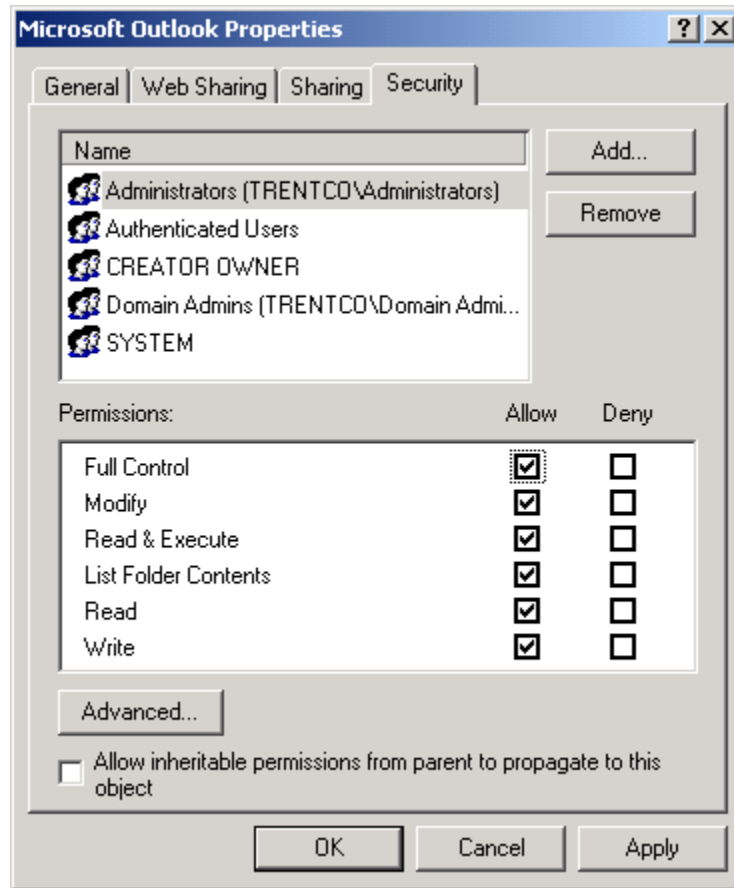 Microsoft Outlook Properties
General Web Sharing Sharing Security
Name
Add...
Administrators (TRENTCO\Administrators)
Remove
Authenticated Users
CREATOR OWNER
Domain Admins (TRENTCO\Domain Admi...
SYSTEM
Permissions: Allow Deny
Full Control
Modify
Read & Execute
List Folder Contents
Read
Write
Advanced...
Allow inheritable permissions from parent to propagate to this
object
OK Cancel Apply